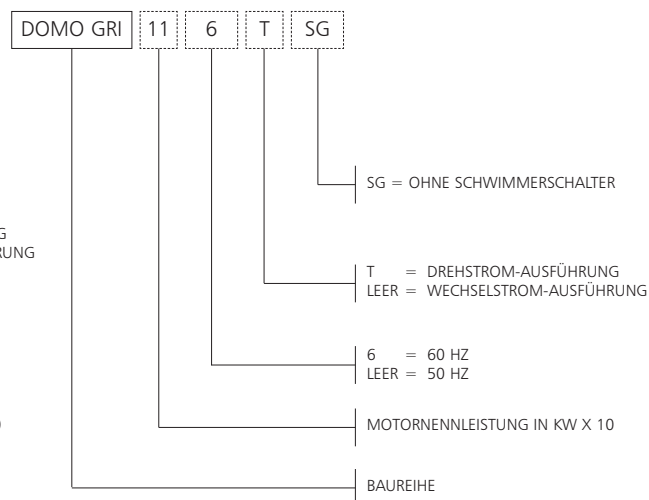 DOMO GRI 11 6 T SG
SG = OHNE SCHWIMMERSCHALTER
T = DREHSTROM-AUSFÜHRUNG
LEER = WECHSELSTROM-AUSFÜHRUNG
6 = 60 HZ
LEER = 50 HZ
MOTORNENNLEISTUNG IN KW X 10
BAUREIHE